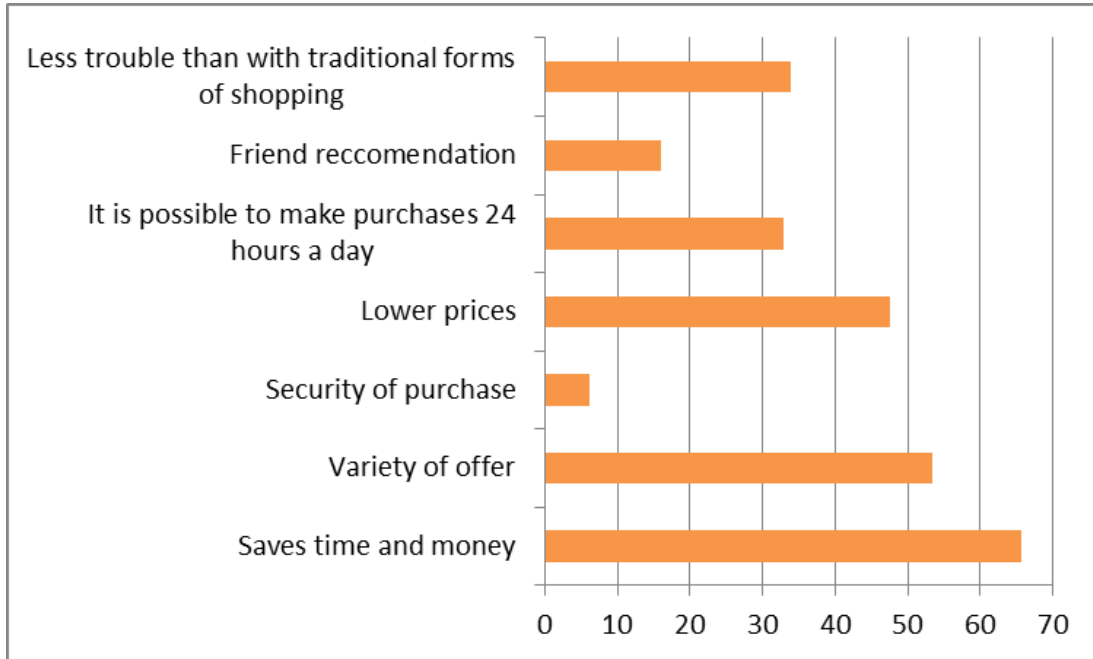 Less trouble than with traditional forms
of shopping
Friend reccomendation
It is possible to make purchases 24
hours a day
Lower prices
Security of purchase
Variety of offer
Saves time and money
0 10 20 30 40 50 60 70